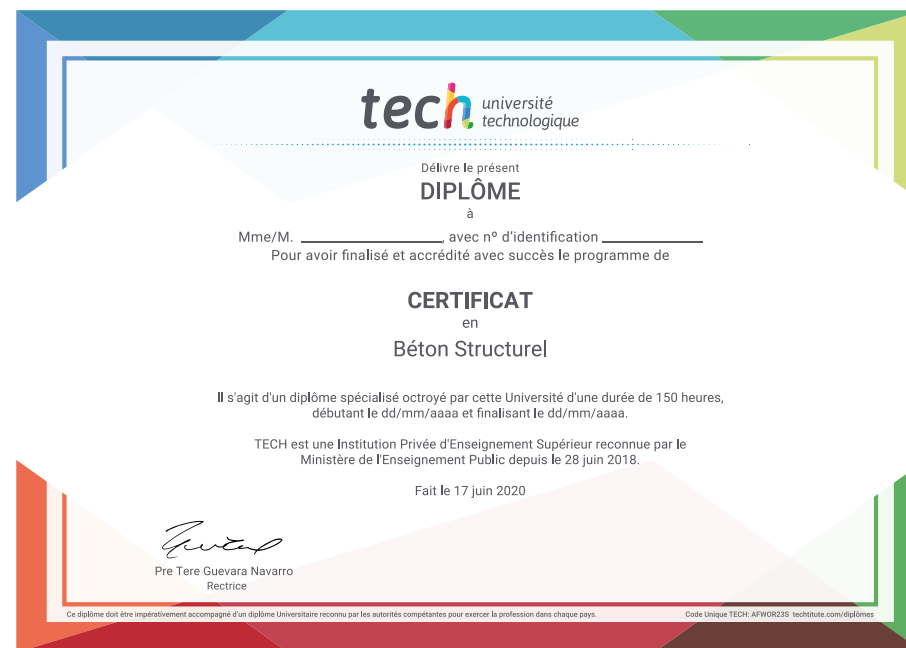 tech université
technologique
Délivre le présent
DIPLÔME
à
Mme/M. ____________________, avec nº d'identification ______________
Pour avoir finalisé et accrédité avec succès le programme de
CERTIFICAT
en
Béton Structurel
Il s'agit d'un diplôme spécialisé octroyé par cette Université d'une durée de 150 heures,
débutant le dd/mm/aaaa et finalisant le dd/mm/aaaa.
TECH est une Institution Privée d'Enseignement Supérieur reconnue par le
Ministère de l'Enseignement Public depuis le 28 juin 2018.
Fait le 17 juin 2020
Pre Tere Guevara Navarro
Rectrice
Ce diplôme doit être impérativement accompagné d'un diplôme Universitaire reconnu par les autorités compétantes pour exercer la profession dans chaque pays.
Code Unique TECH: AFWOR23S techtitute.com/diplômes